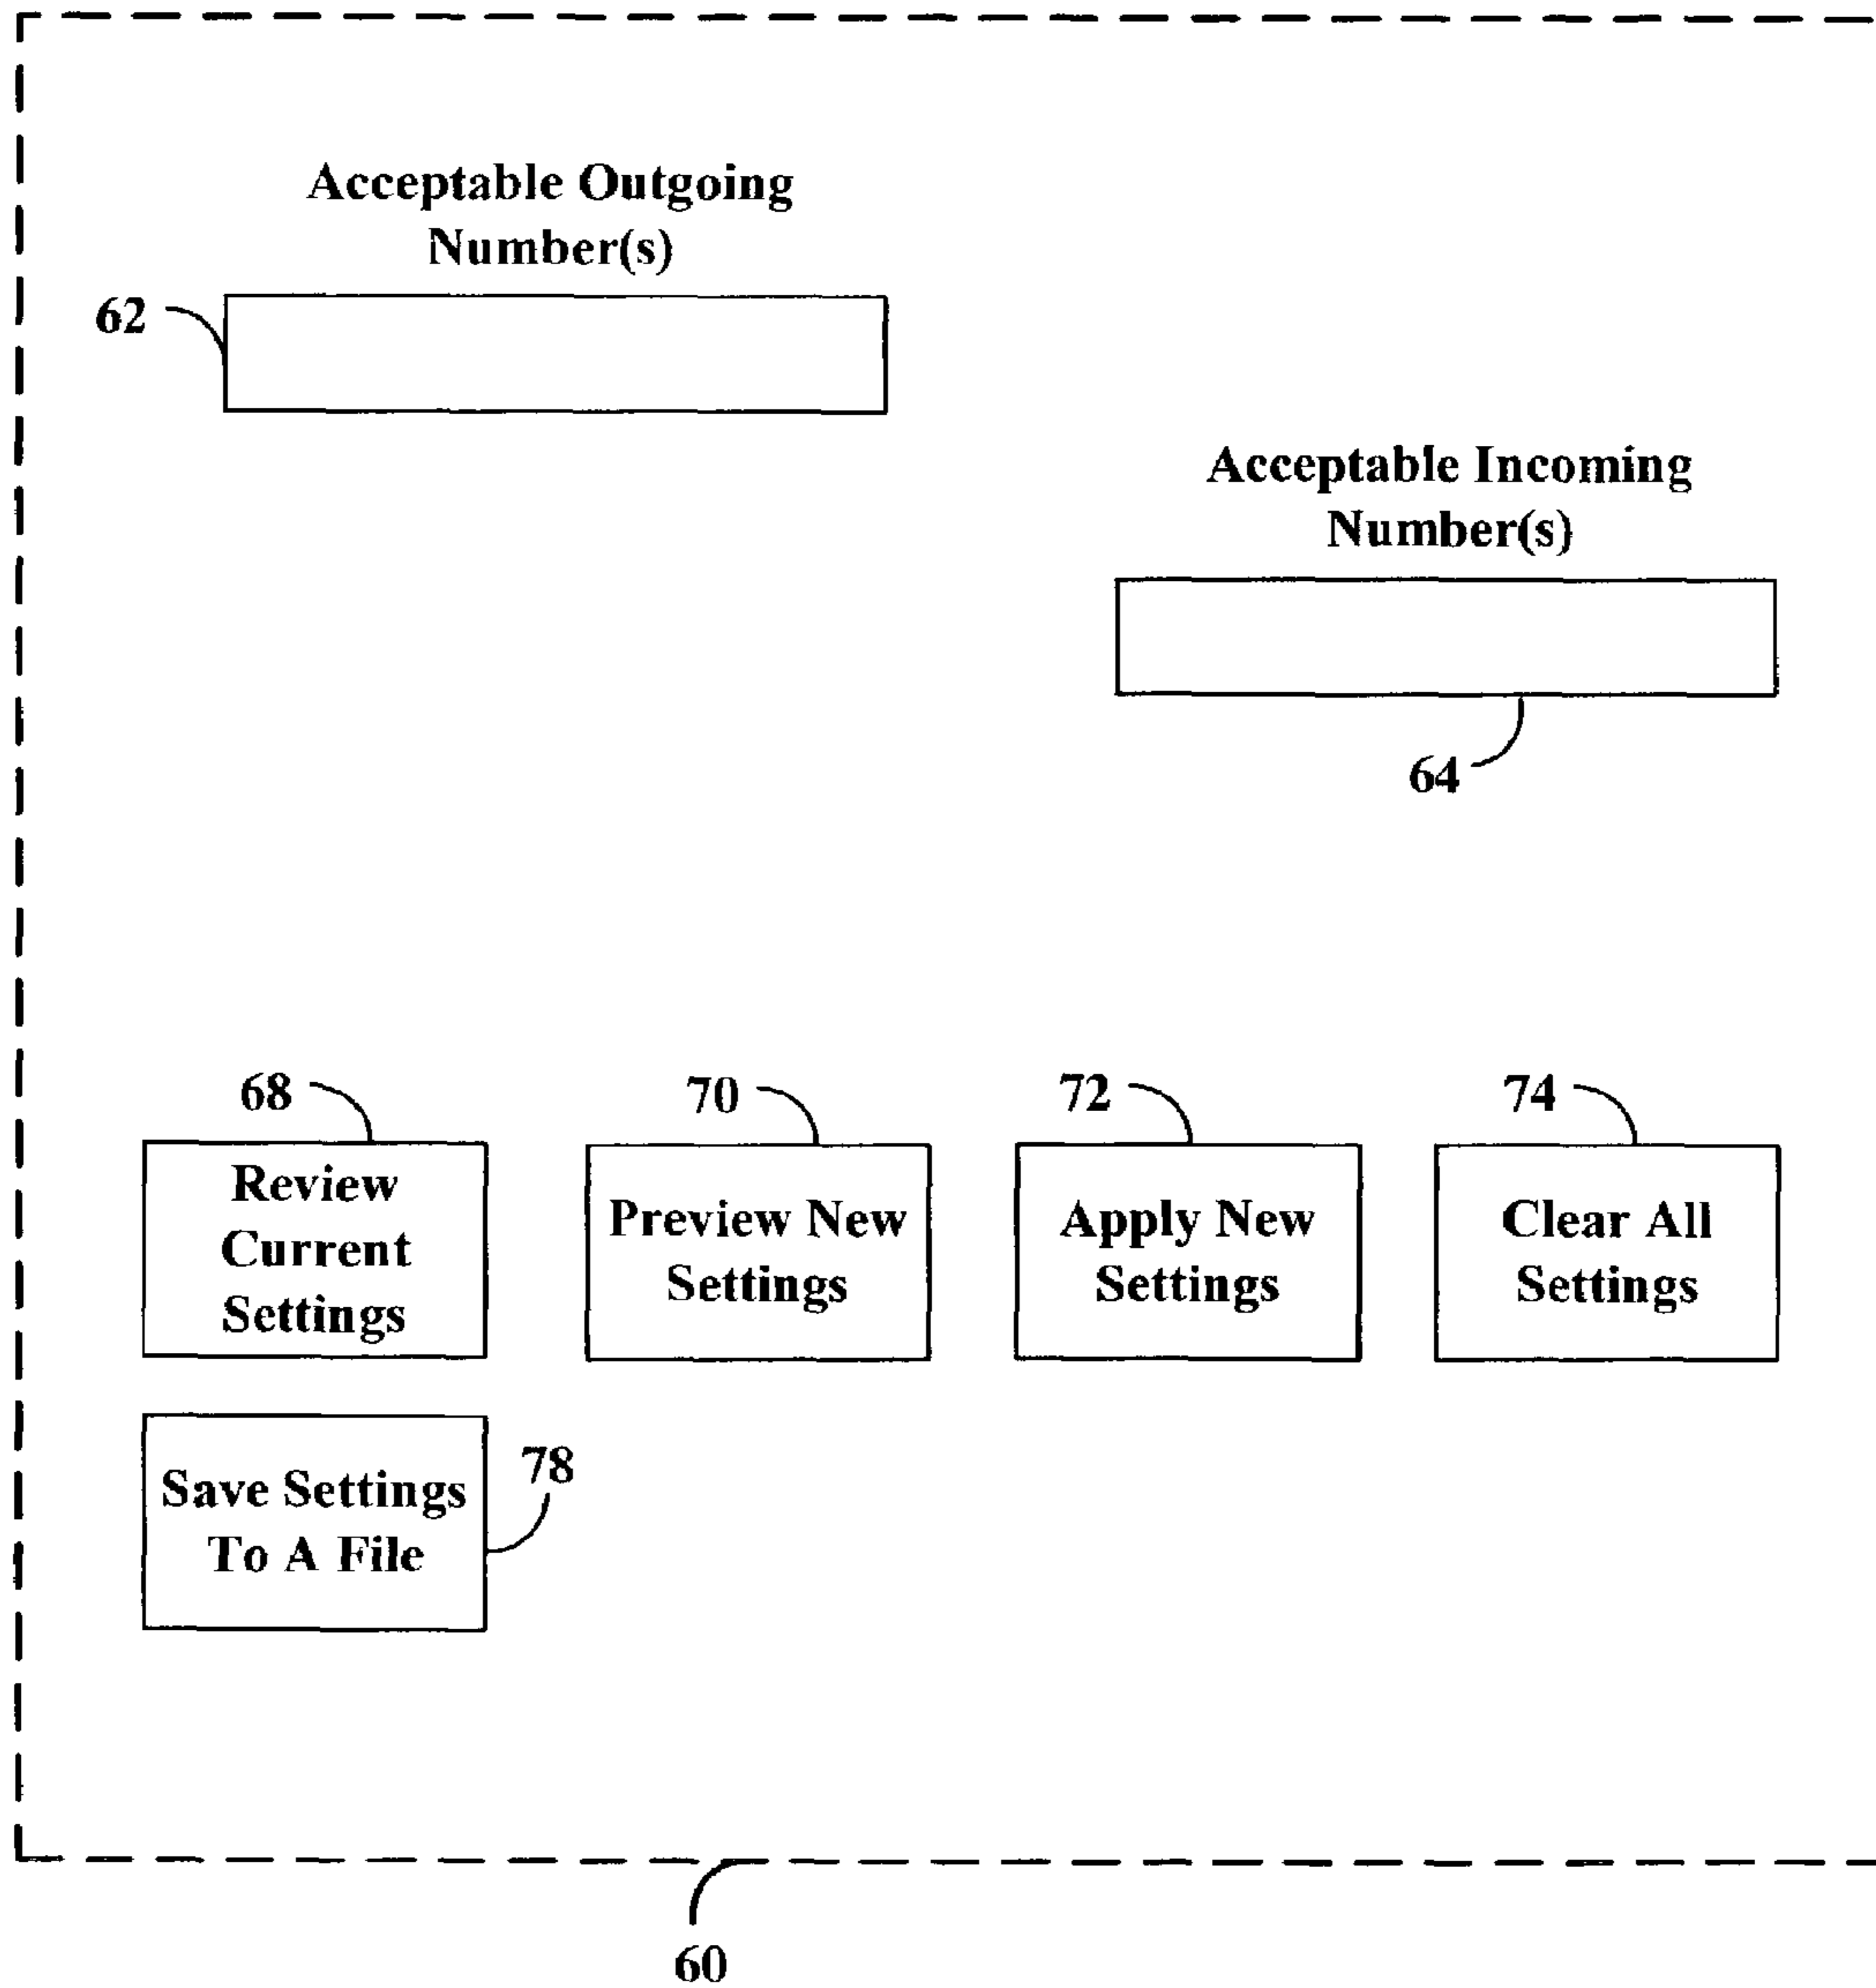 Acceptable Outgoing
Number(s)
62
Acceptable Incoming
Number(s)
64
68
70
72
74
Review
Current
Settings
Preview New
Settings
Apply New
Settings
Clear All
Settings
78
Save Settings
To A File
60